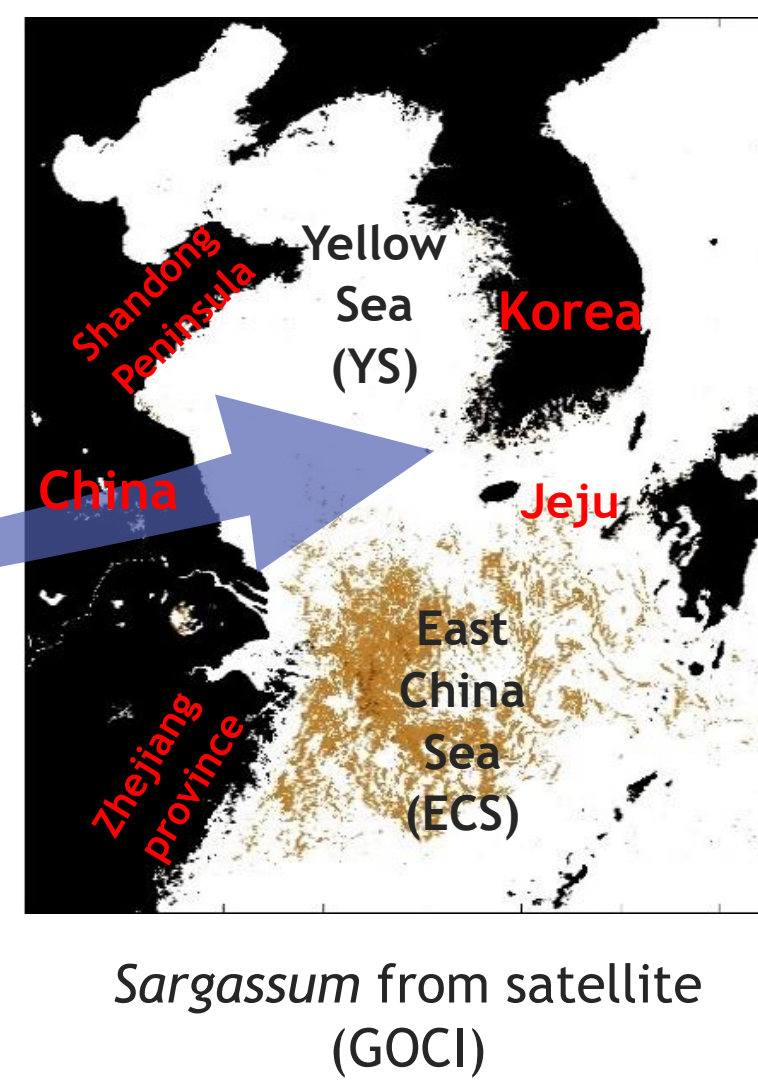 Yellow
Sea
(YS)
Shandong
Peninsula
Korea
China
Jeju
East
China
Sea
(ECS)
Zhejiang
province
Sargassum from satellite
(GOCI)